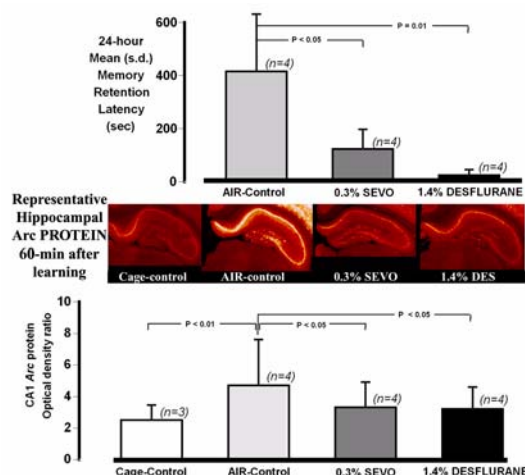 600
400
200
0
24-hour
Mean (s.d.)
Memory
Retention
Latency
(sec)
P = 0.01
P < 0.05
(n=4)
(n=4)
(n=4)
AIR-Control
0.3% SEVO
1.4% DESFLURANE
Representative
Hippocampal
Arc PROTEIN
60-min after
learning
Cage-control
AIR-control
0.3% SEVO
1.4% DES
CA1 Arc protein
Optical density ratio
10
8
6
4
2
0
P < 0.05
P < 0.01
P < 0.05
(n=3)
(n=4)
(n=4)
(n=4)
Cage-Control
AIR-Control
0.3% SEVO
1.4% DESFLURANE